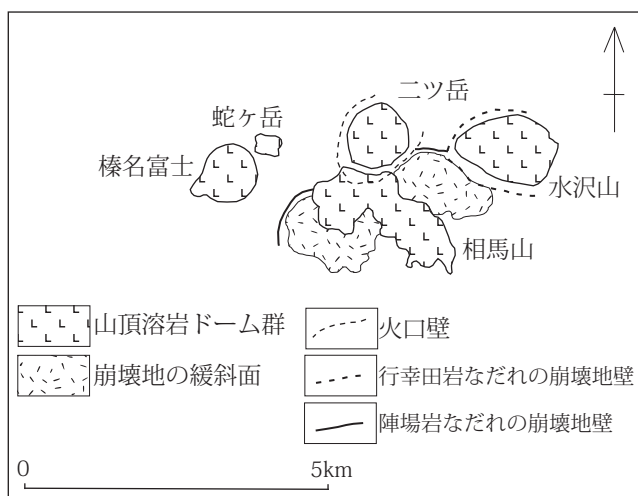 二ツ岳
蛇ヶ岳
榛名富士
水沢山
相馬山
山頂溶岩ドーム群
火口壁
崩壊地の緩斜面
行幸田岩なだれの崩壊地壁
陣場岩なだれの崩壊地壁
0
5km